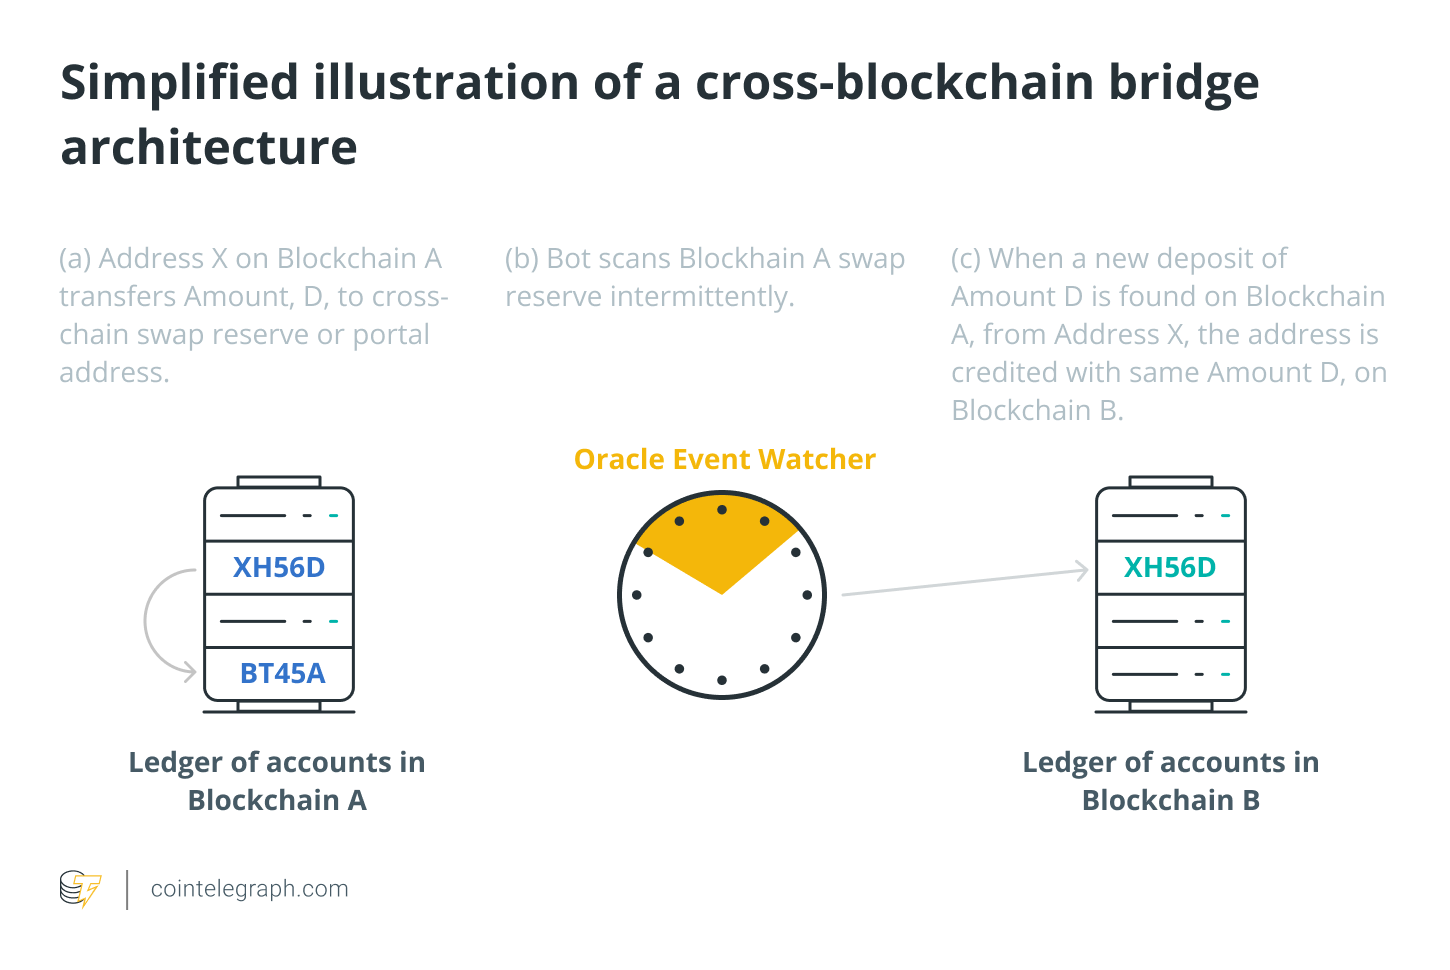 Simplified illustration of a cross-blockchain bridge
architecture
(a) Address X on Blockchain A
transfers Amount, D, to cross-
chain swap reserve or portal
address.
(b) Bot scans Blockhain A swap
reserve intermittently.
(c) When a new deposit of
Amount D is found on Blockchain
A, from Address X, the address is
credited with same Amount D, on
Blockchain B.
Oracle Event Watcher
XH56D
BT45A
XH56D
Ledger of accounts in
Blockchain A
Ledger of accounts in
Blockchain B
cointelegraph.com